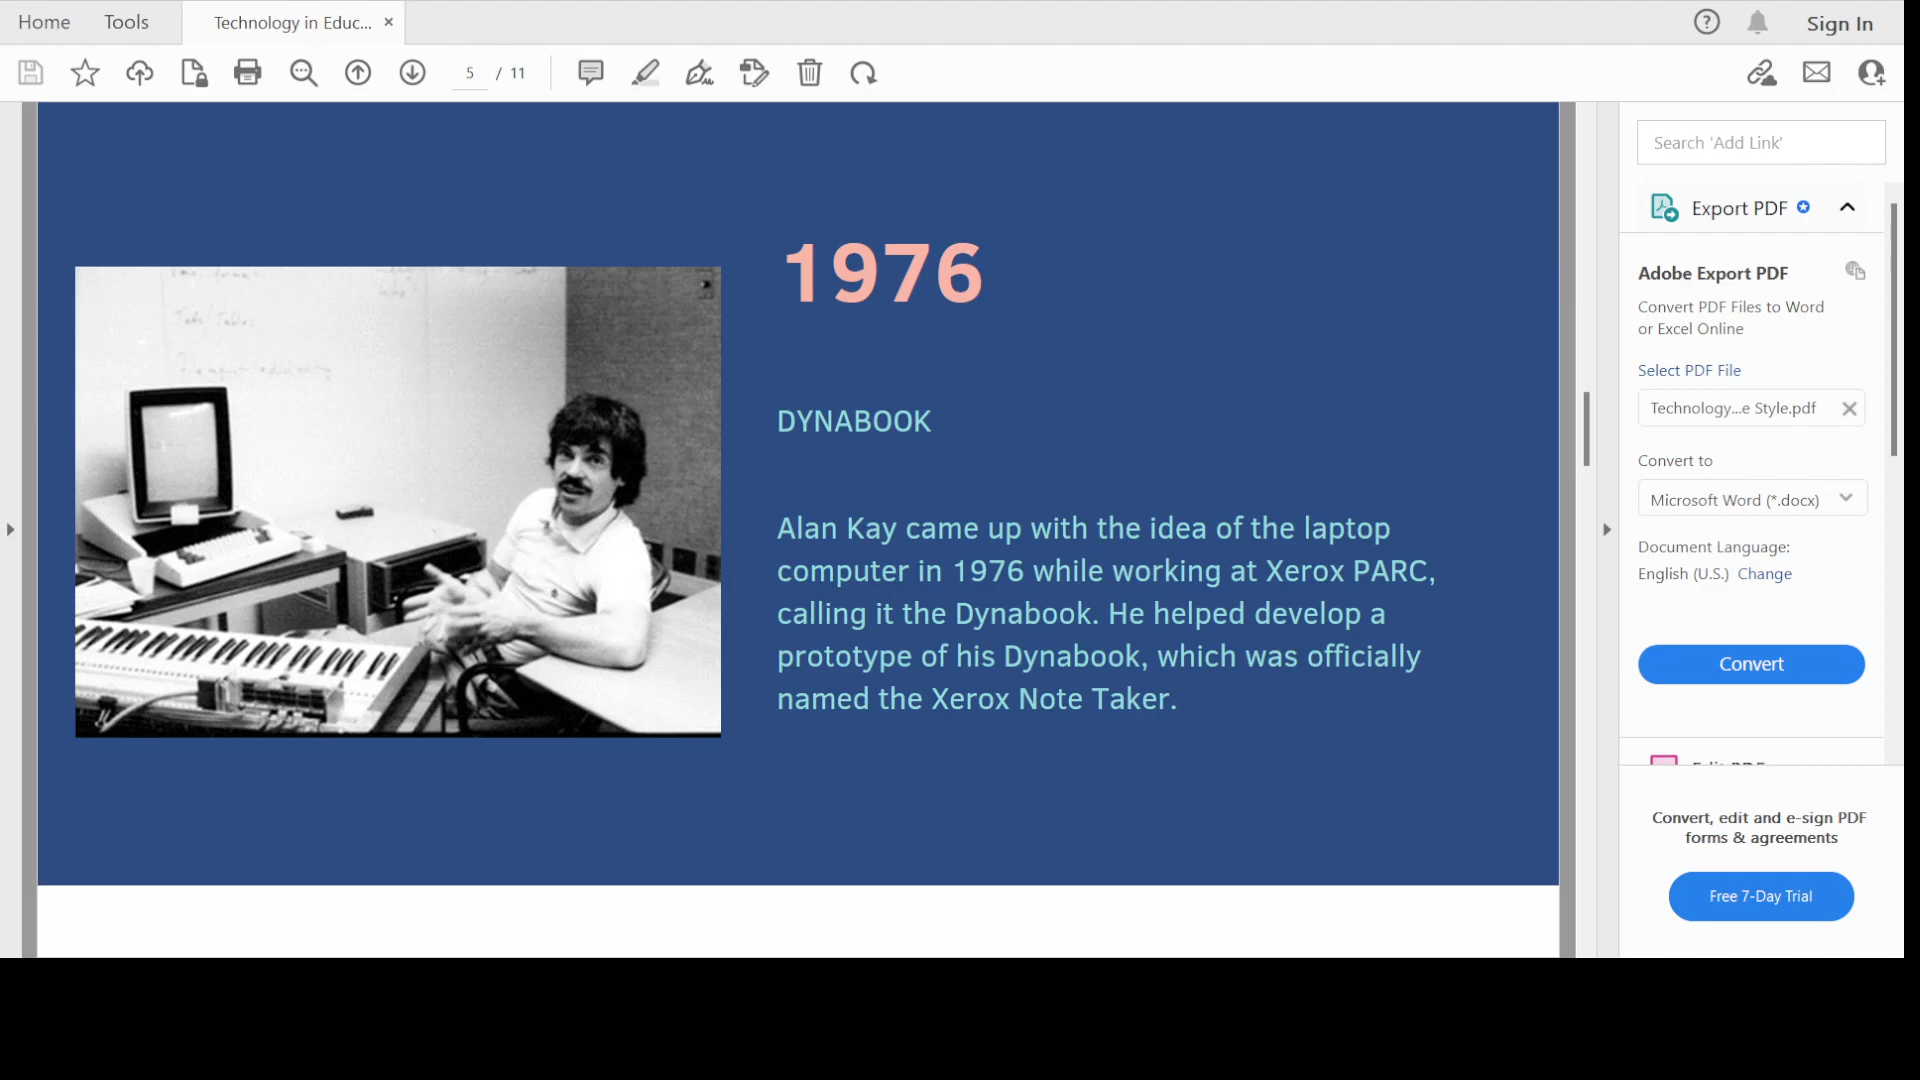 Home
Tools
Technology in Educ...
Sign In
5 / 11
Search 'Add Link'
Export PDF
Adobe Export PDF
Convert PDF Files to Word
or Excel Online
Select PDF File
Technology...e Style.pdf
Convert to
Microsoft Word (*.docx)
Document Language:
English (U.S.) Change
Convert
Convert, edit and e-sign PDF
forms & agreements
Free 7-Day Trial
1976
DYNABOOK
Alan Kay came up with the idea of the laptop
computer in 1976 while working at Xerox PARC,
calling it the Dynabook. He helped develop a
prototype of his Dynabook, which was officially
named the Xerox Note Taker.